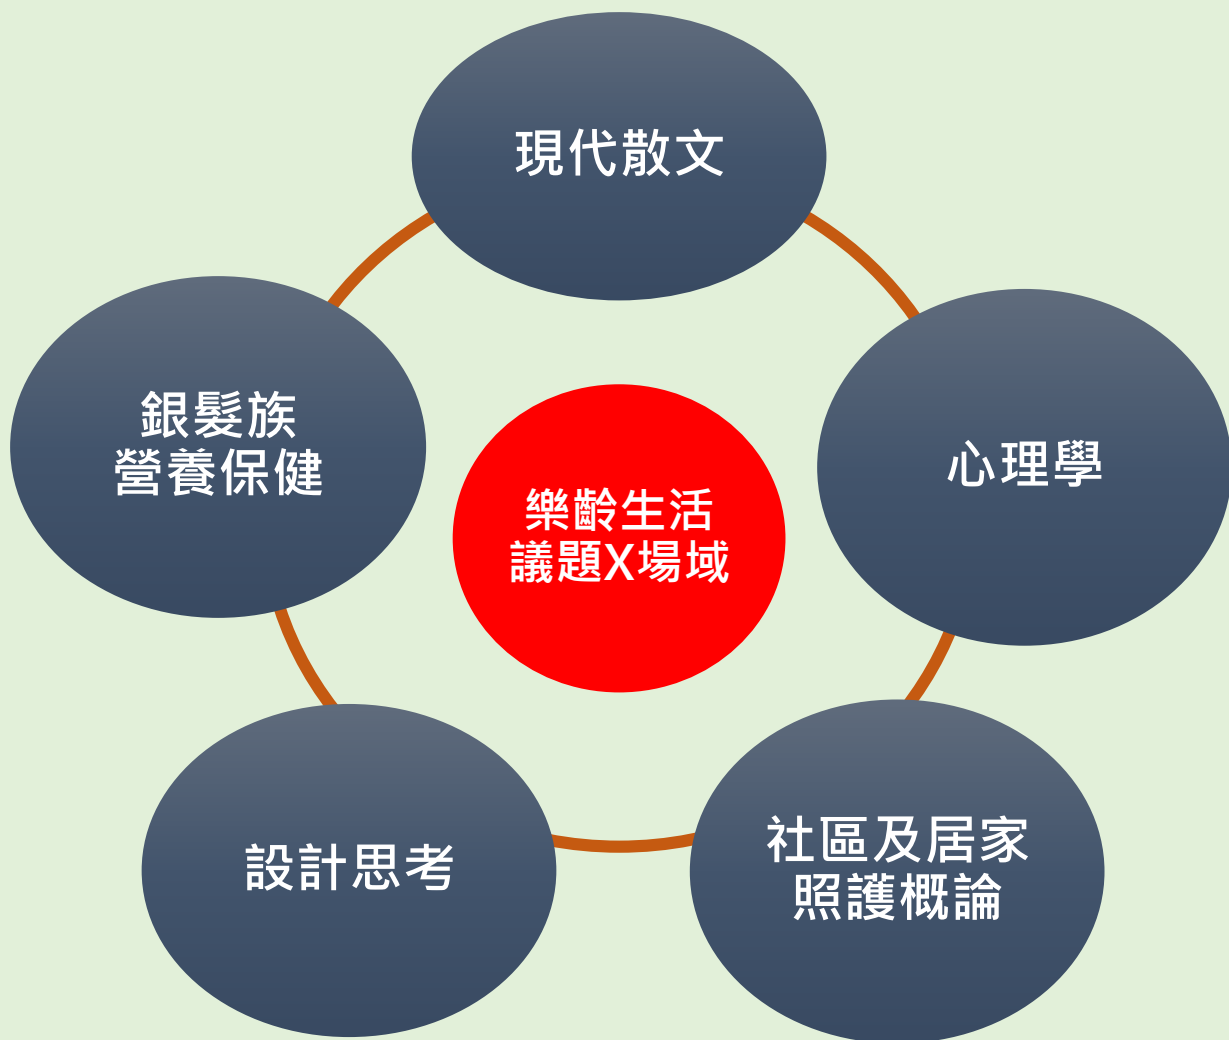 現代散文
銀髮族
營養保健
心理學
樂齡生活
議題X場域
設計思考
社區及居家
照護概論